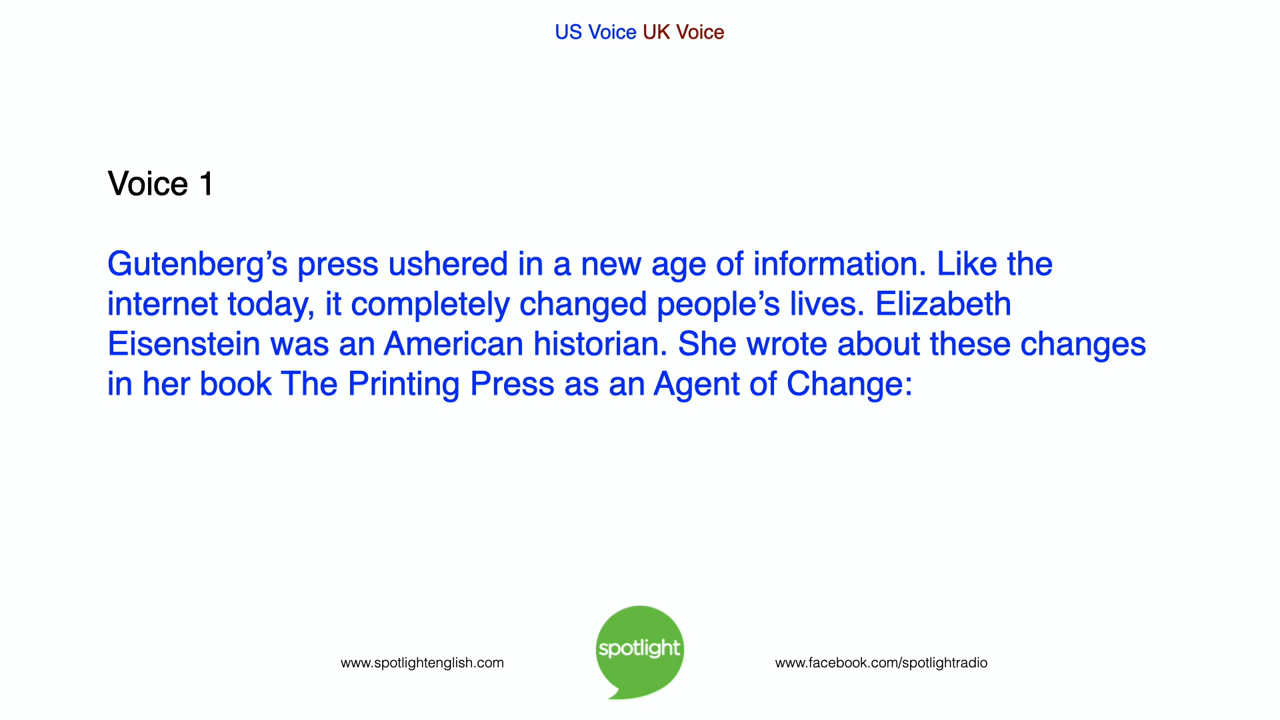 US Voice UK Voice
Voice 1
Gutenberg’s press ushered in a new age of information. Like the
internet today, it completely changed people’s lives. Elizabeth
Eisenstein was an American historian. She wrote about these changes
in her book The Printing Press as an Agent of Change:
spotlight
www.spotlightenglish.com
www.facebook.com/spotlightradio